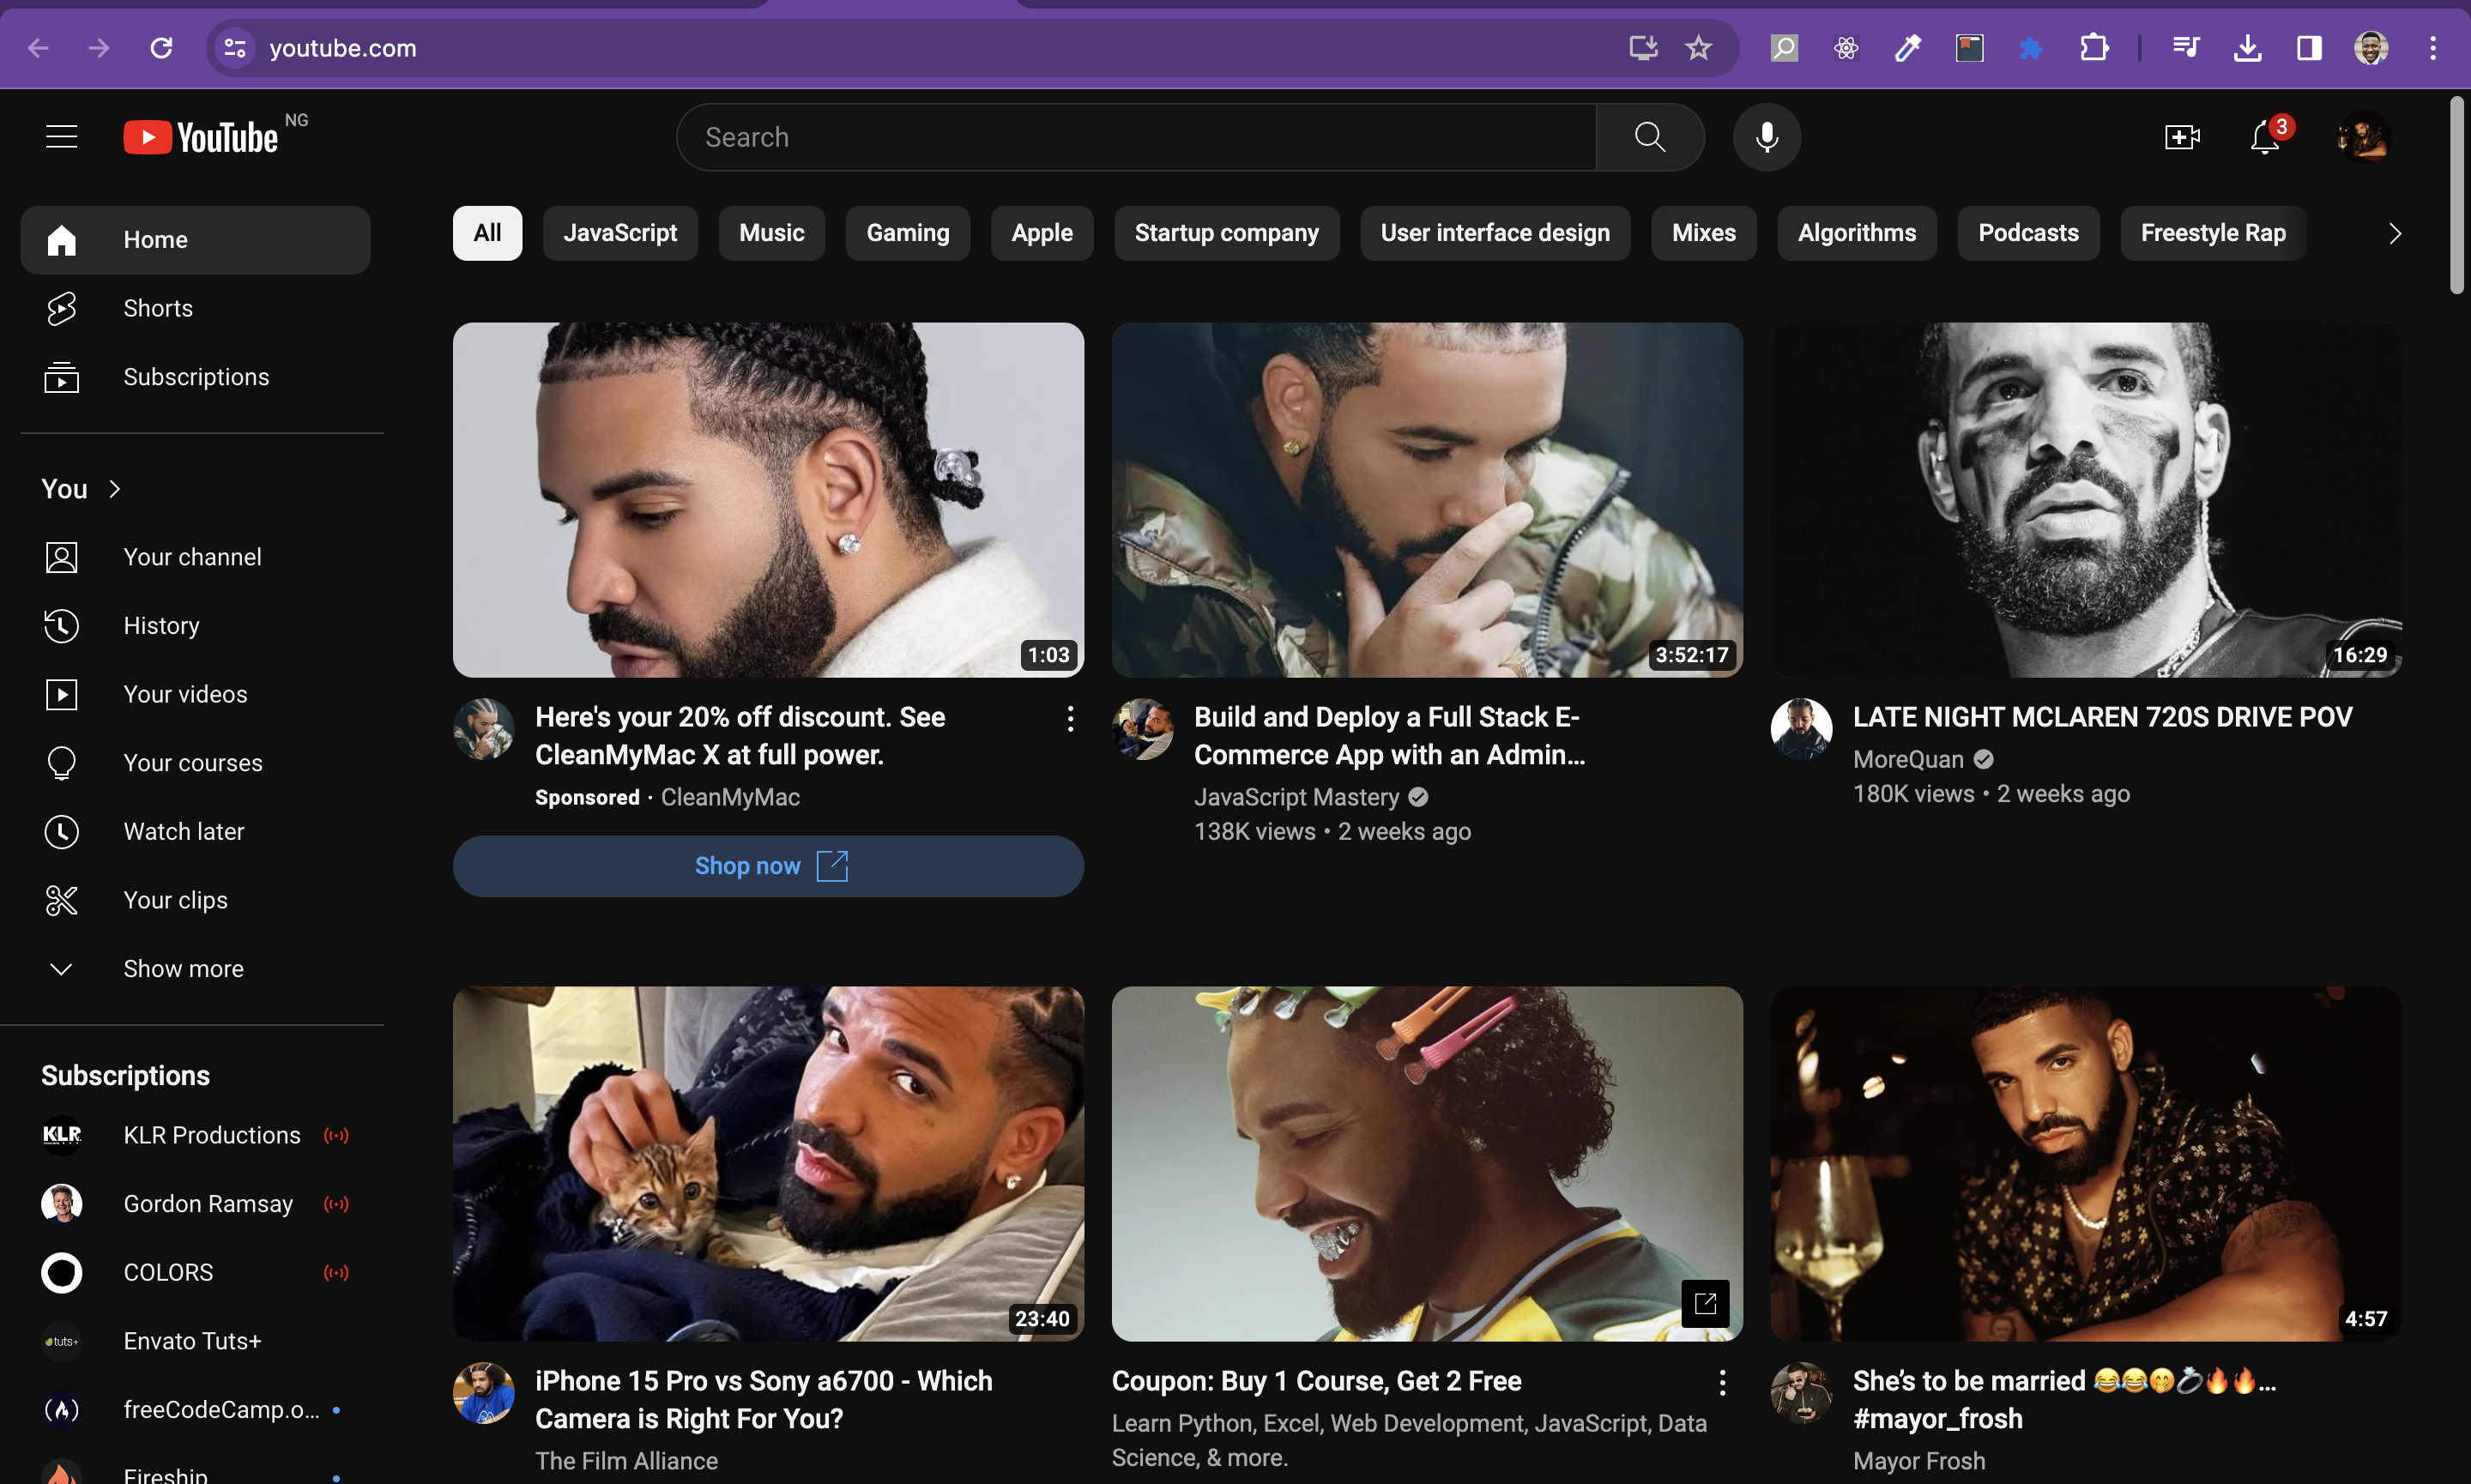 youtube.com
YouTube NG
Search
3
Home
Shorts
Subscriptions
You
Your channel
History
Your videos
Your courses
Watch later
Your clips
Show more
Subscriptions
KLR
KLR Productions
Gordon Ramsay
COLORS
tuts+
Envato Tuts+
freeCodeCamp.o...
Fireship
All
JavaScript
Music
Gaming
Apple
Startup company
User interface design
Mixes
Algorithms
Podcasts
Freestyle Rap
1:03
Here's your 20% off discount. See
CleanMyMac X at full power.
Sponsored · CleanMyMac
Shop now
3:52:17
Build and Deploy a Full Stack E-
Commerce App with an Admin...
JavaScript Mastery
138K views • 2 weeks ago
16:29
LATE NIGHT MCLAREN 720S DRIVE POV
MoreQuan
180K views • 2 weeks ago
23:40
iPhone 15 Pro vs Sony a6700 - Which
Camera is Right For You?
The Film Alliance
Coupon: Buy 1 Course, Get 2 Free
Learn Python, Excel, Web Development, JavaScript, Data
Science, & more.
4:57
She's to be married 😂😂🤭💍🔥🔥...
#mayor_frosh
Mayor Frosh